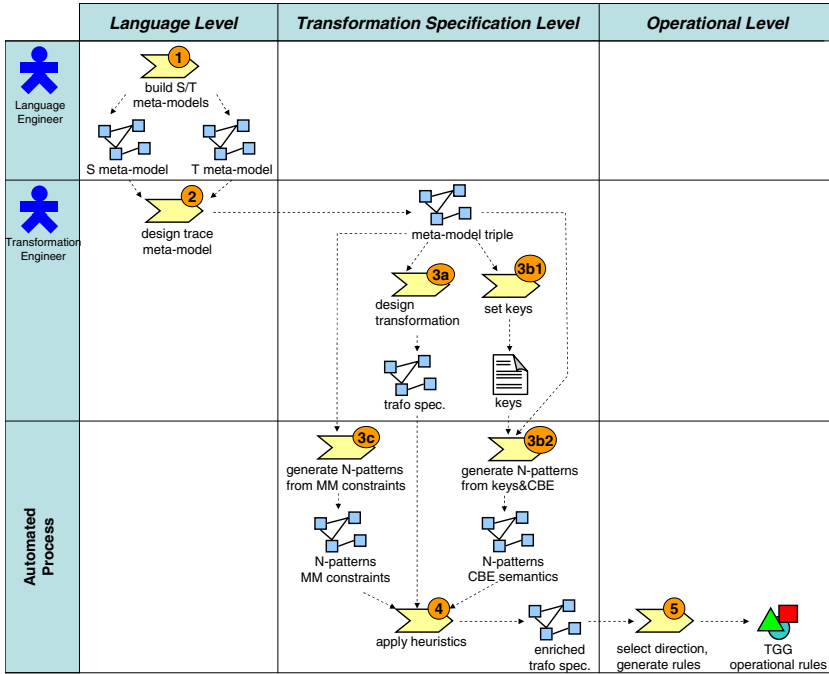 Language Level
Transformation Specification Level
Operational Level
Language
Engineer
1
build S/T
meta-models
S meta-model
T meta-model
Transformation
Engineer
2
design trace
meta-model
meta-model triple
3a
design
transformation
3b1
set keys
trafo spec.
keys
Automated
Process
3c
generate N-patterns
from MM constraints
3b2
generate N-patterns
from keys&CBE
N-patterns
MM constraints
N-patterns
CBE semantics
4
apply heuristics
enriched
trafo spec.
5
select direction,
generate rules
TGG
operational rules